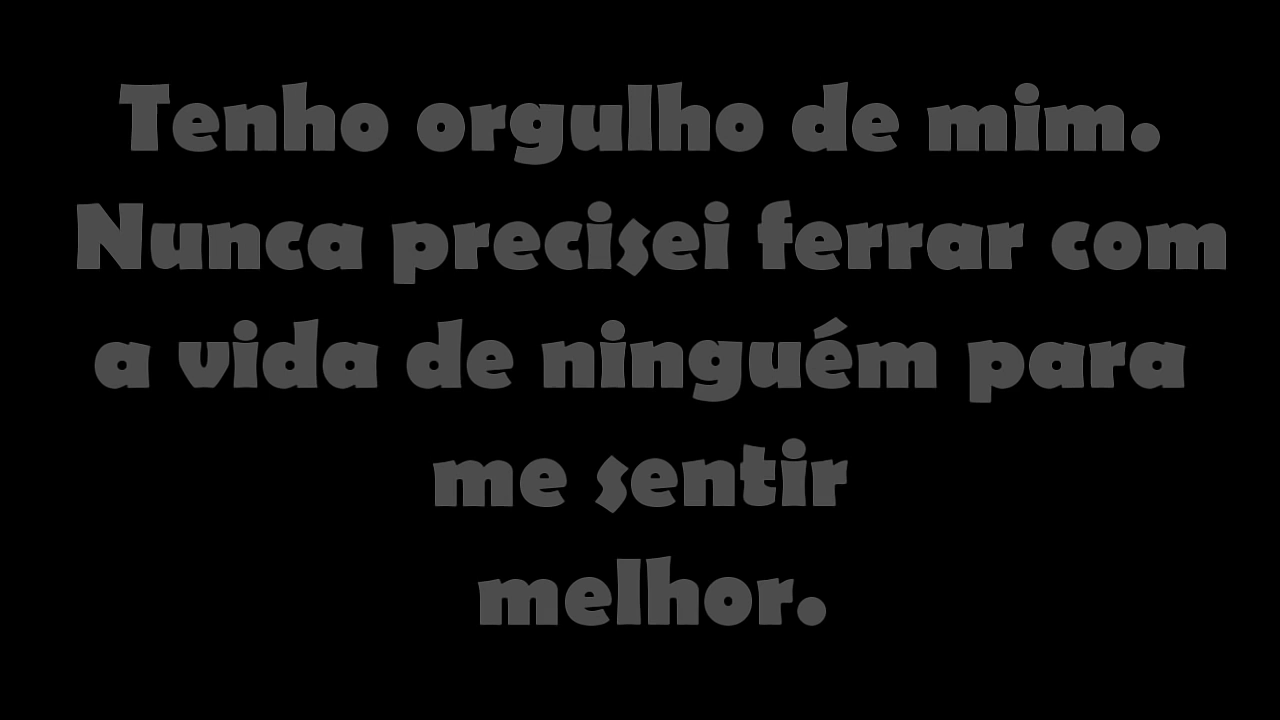 Tenho orgulho de mim.
Nunca precisei ferrar com
a vida de ninguém para
me sentir
melhor.